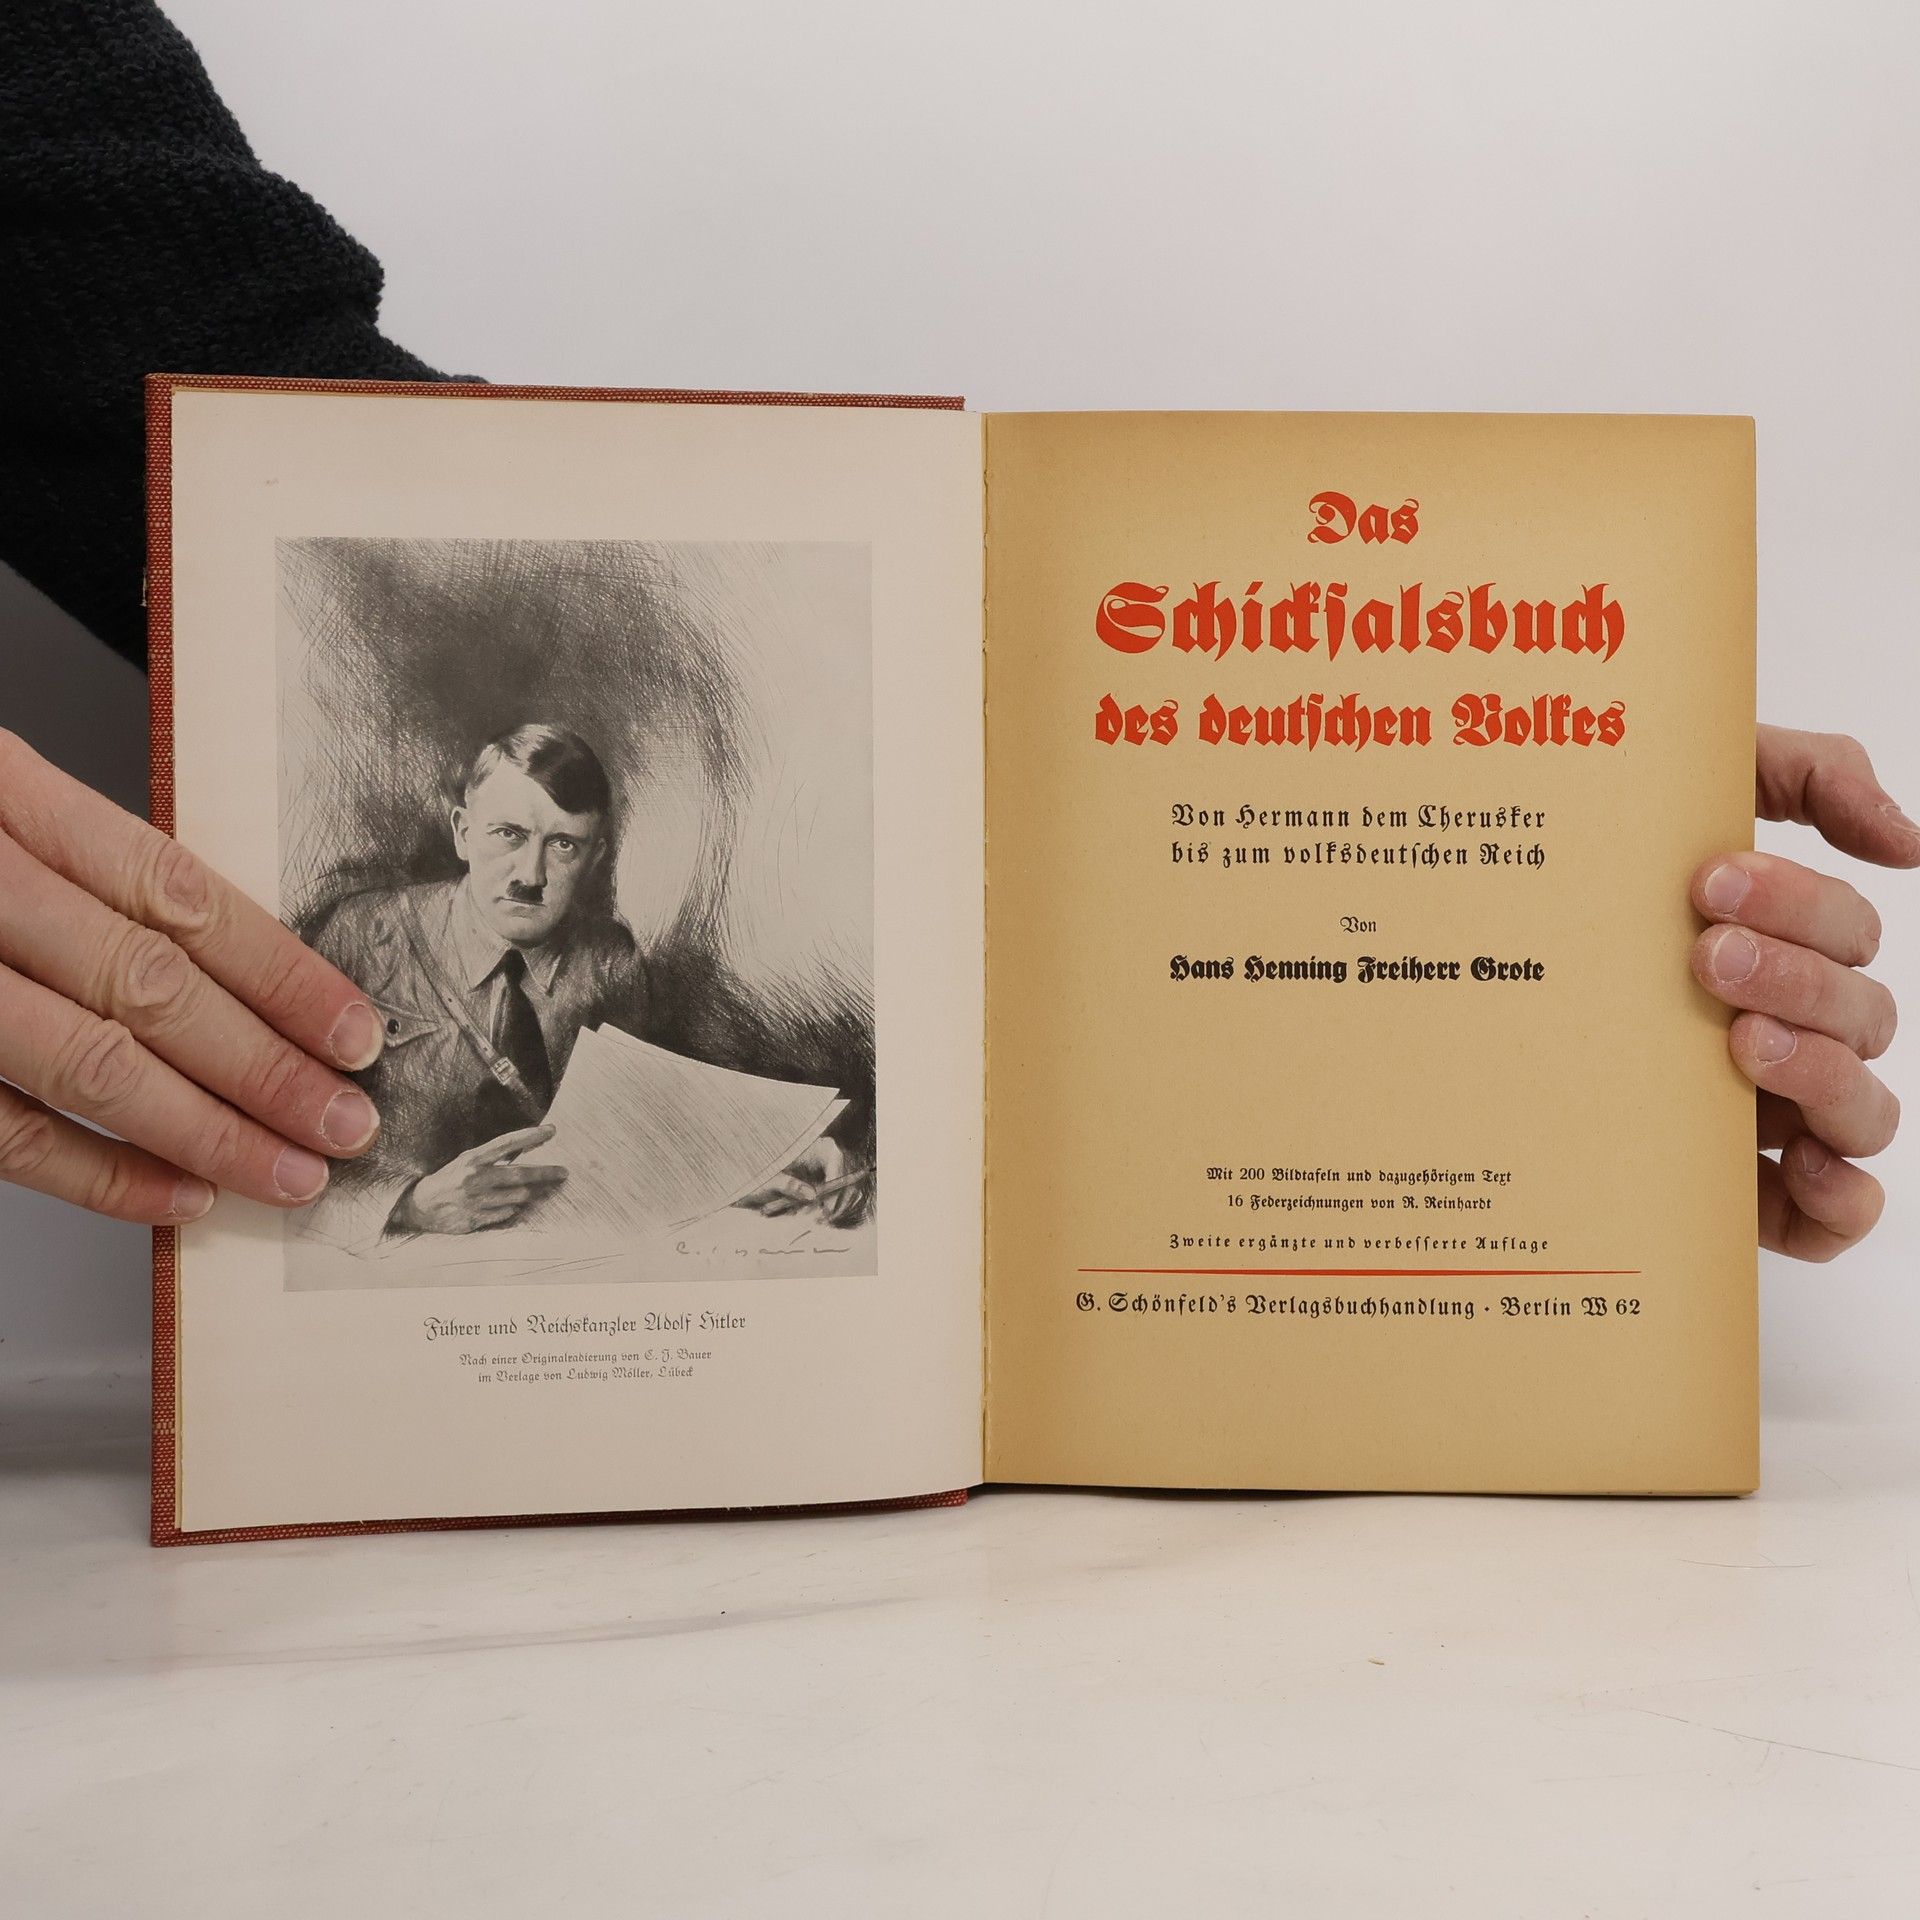 Führer und Reichskanzler Adolf Hitler
Nach einer Originalradierung von C. J. Bauer
im Verlage von Ludwig Möller, Lübeck
Das
Schicksalsbuch
des deutschen Volkes
Von Hermann dem Cherusker
bis zum volksdeutschen Reich
Von
Hans Henning Freiherr Grote
Mit 200 Bildtafeln und dazugehörigem Text
16 Federzeichnungen von R. Reinhardt
Zweite ergänzte und verbesserte Auflage
G. Schönfeld's Verlagsbuchhandlung · Berlin W 62